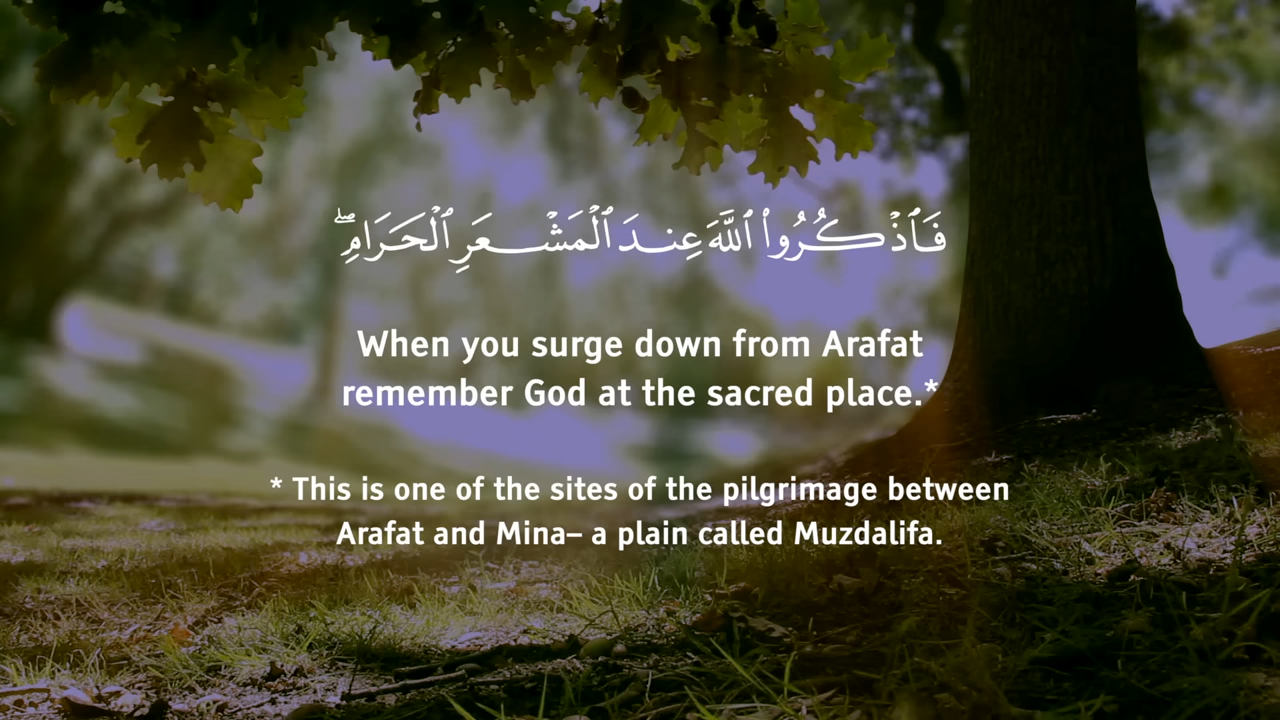 فَٱذْكُرُوا۟ ٱللَّهَ عِندَ ٱلْمَشْعَرِ ٱلْحَرَامِ ۖ
When you surge down from Arafat
remember God at the sacred place.*
* This is one of the sites of the pilgrimage between
Arafat and Mina– a plain called Muzdalifa.